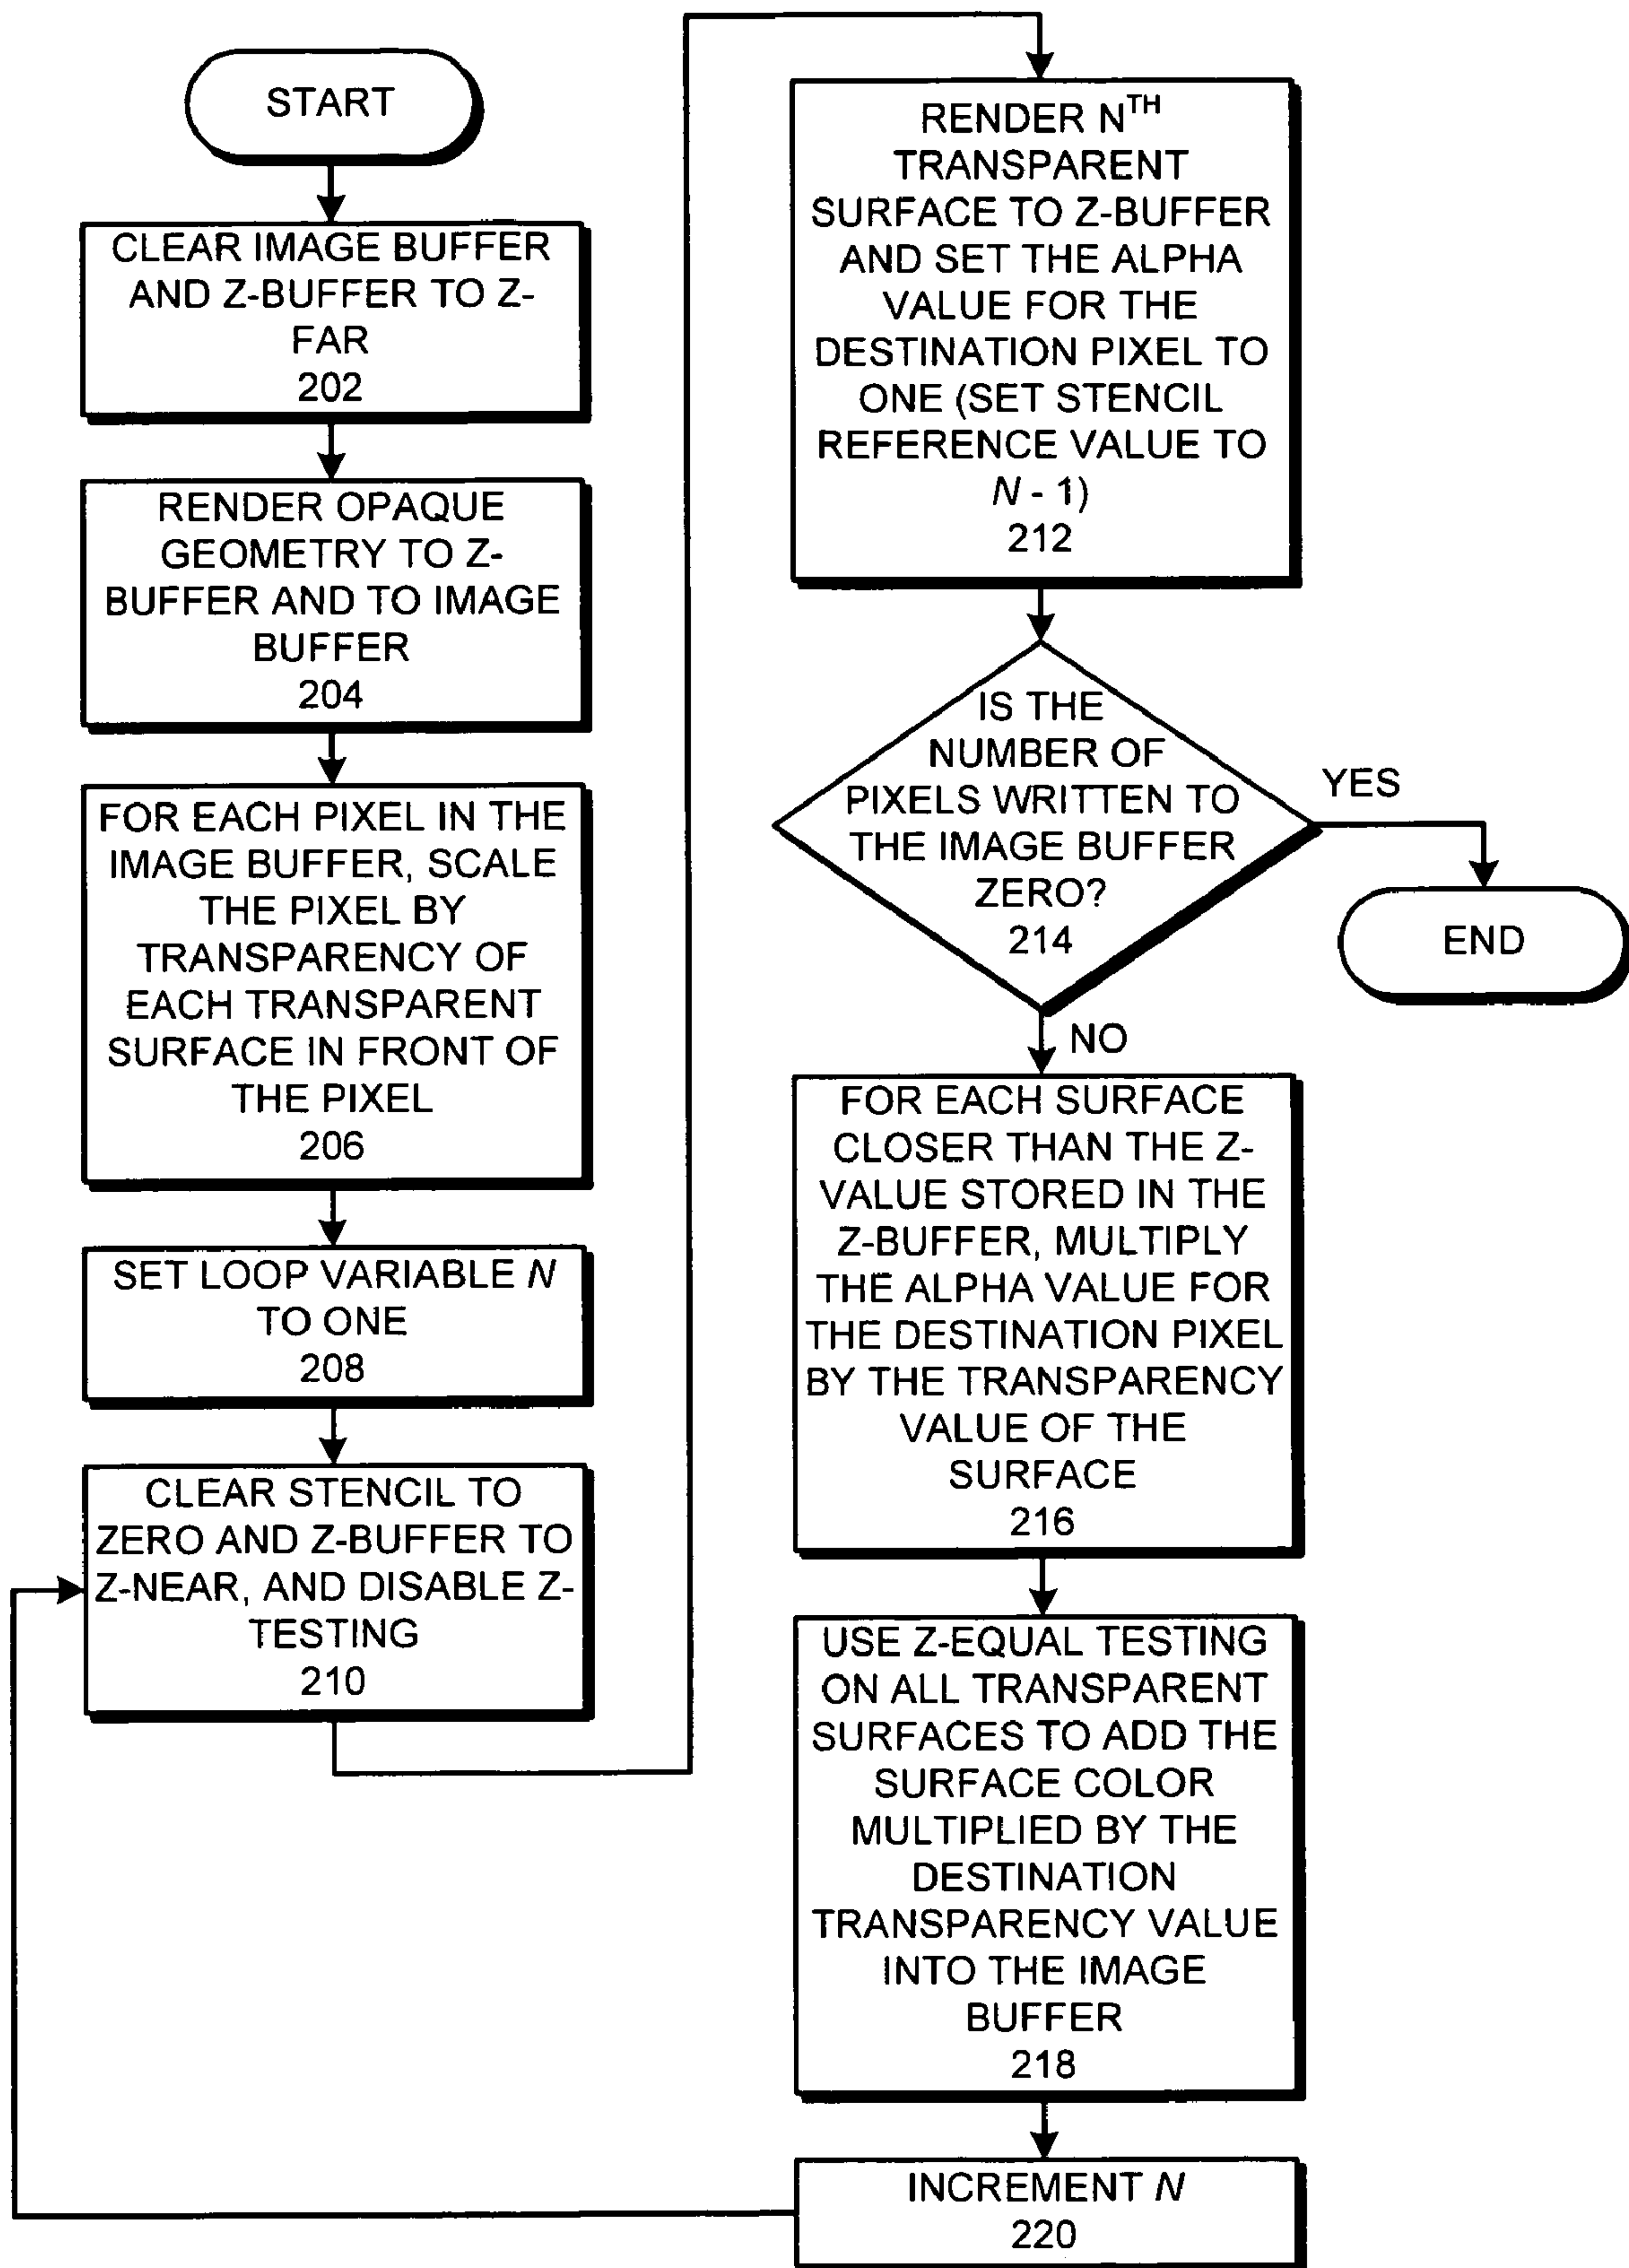 START
CLEAR IMAGE BUFFER
AND Z-BUFFER TO Z-
FAR
202
RENDER OPAQUE
GEOMETRY TO Z-
BUFFER AND TO IMAGE
BUFFER
204
FOR EACH PIXEL IN THE
IMAGE BUFFER, SCALE
THE PIXEL BY
TRANSPARENCY OF
EACH TRANSPARENT
SURFACE IN FRONT OF
THE PIXEL
206
SET LOOP VARIABLE N
TO ONE
208
CLEAR STENCIL TO
ZERO AND Z-BUFFER TO
Z-NEAR, AND DISABLE Z-
TESTING
210
RENDER NTH
TRANSPARENT
SURFACE TO Z-BUFFER
AND SET THE ALPHA
VALUE FOR THE
DESTINATION PIXEL TO
ONE (SET STENCIL
REFERENCE VALUE TO
N - 1)
212
IS THE
NUMBER OF
PIXELS WRITTEN TO
THE IMAGE BUFFER
ZERO?
214
YES
END
NO
FOR EACH SURFACE
CLOSER THAN THE Z-
VALUE STORED IN THE
Z-BUFFER, MULTIPLY
THE ALPHA VALUE FOR
THE DESTINATION PIXEL
BY THE TRANSPARENCY
VALUE OF THE
SURFACE
216
USE Z-EQUAL TESTING
ON ALL TRANSPARENT
SURFACES TO ADD THE
SURFACE COLOR
MULTIPLIED BY THE
DESTINATION
TRANSPARENCY VALUE
INTO THE IMAGE
BUFFER
218
INCREMENT N
220